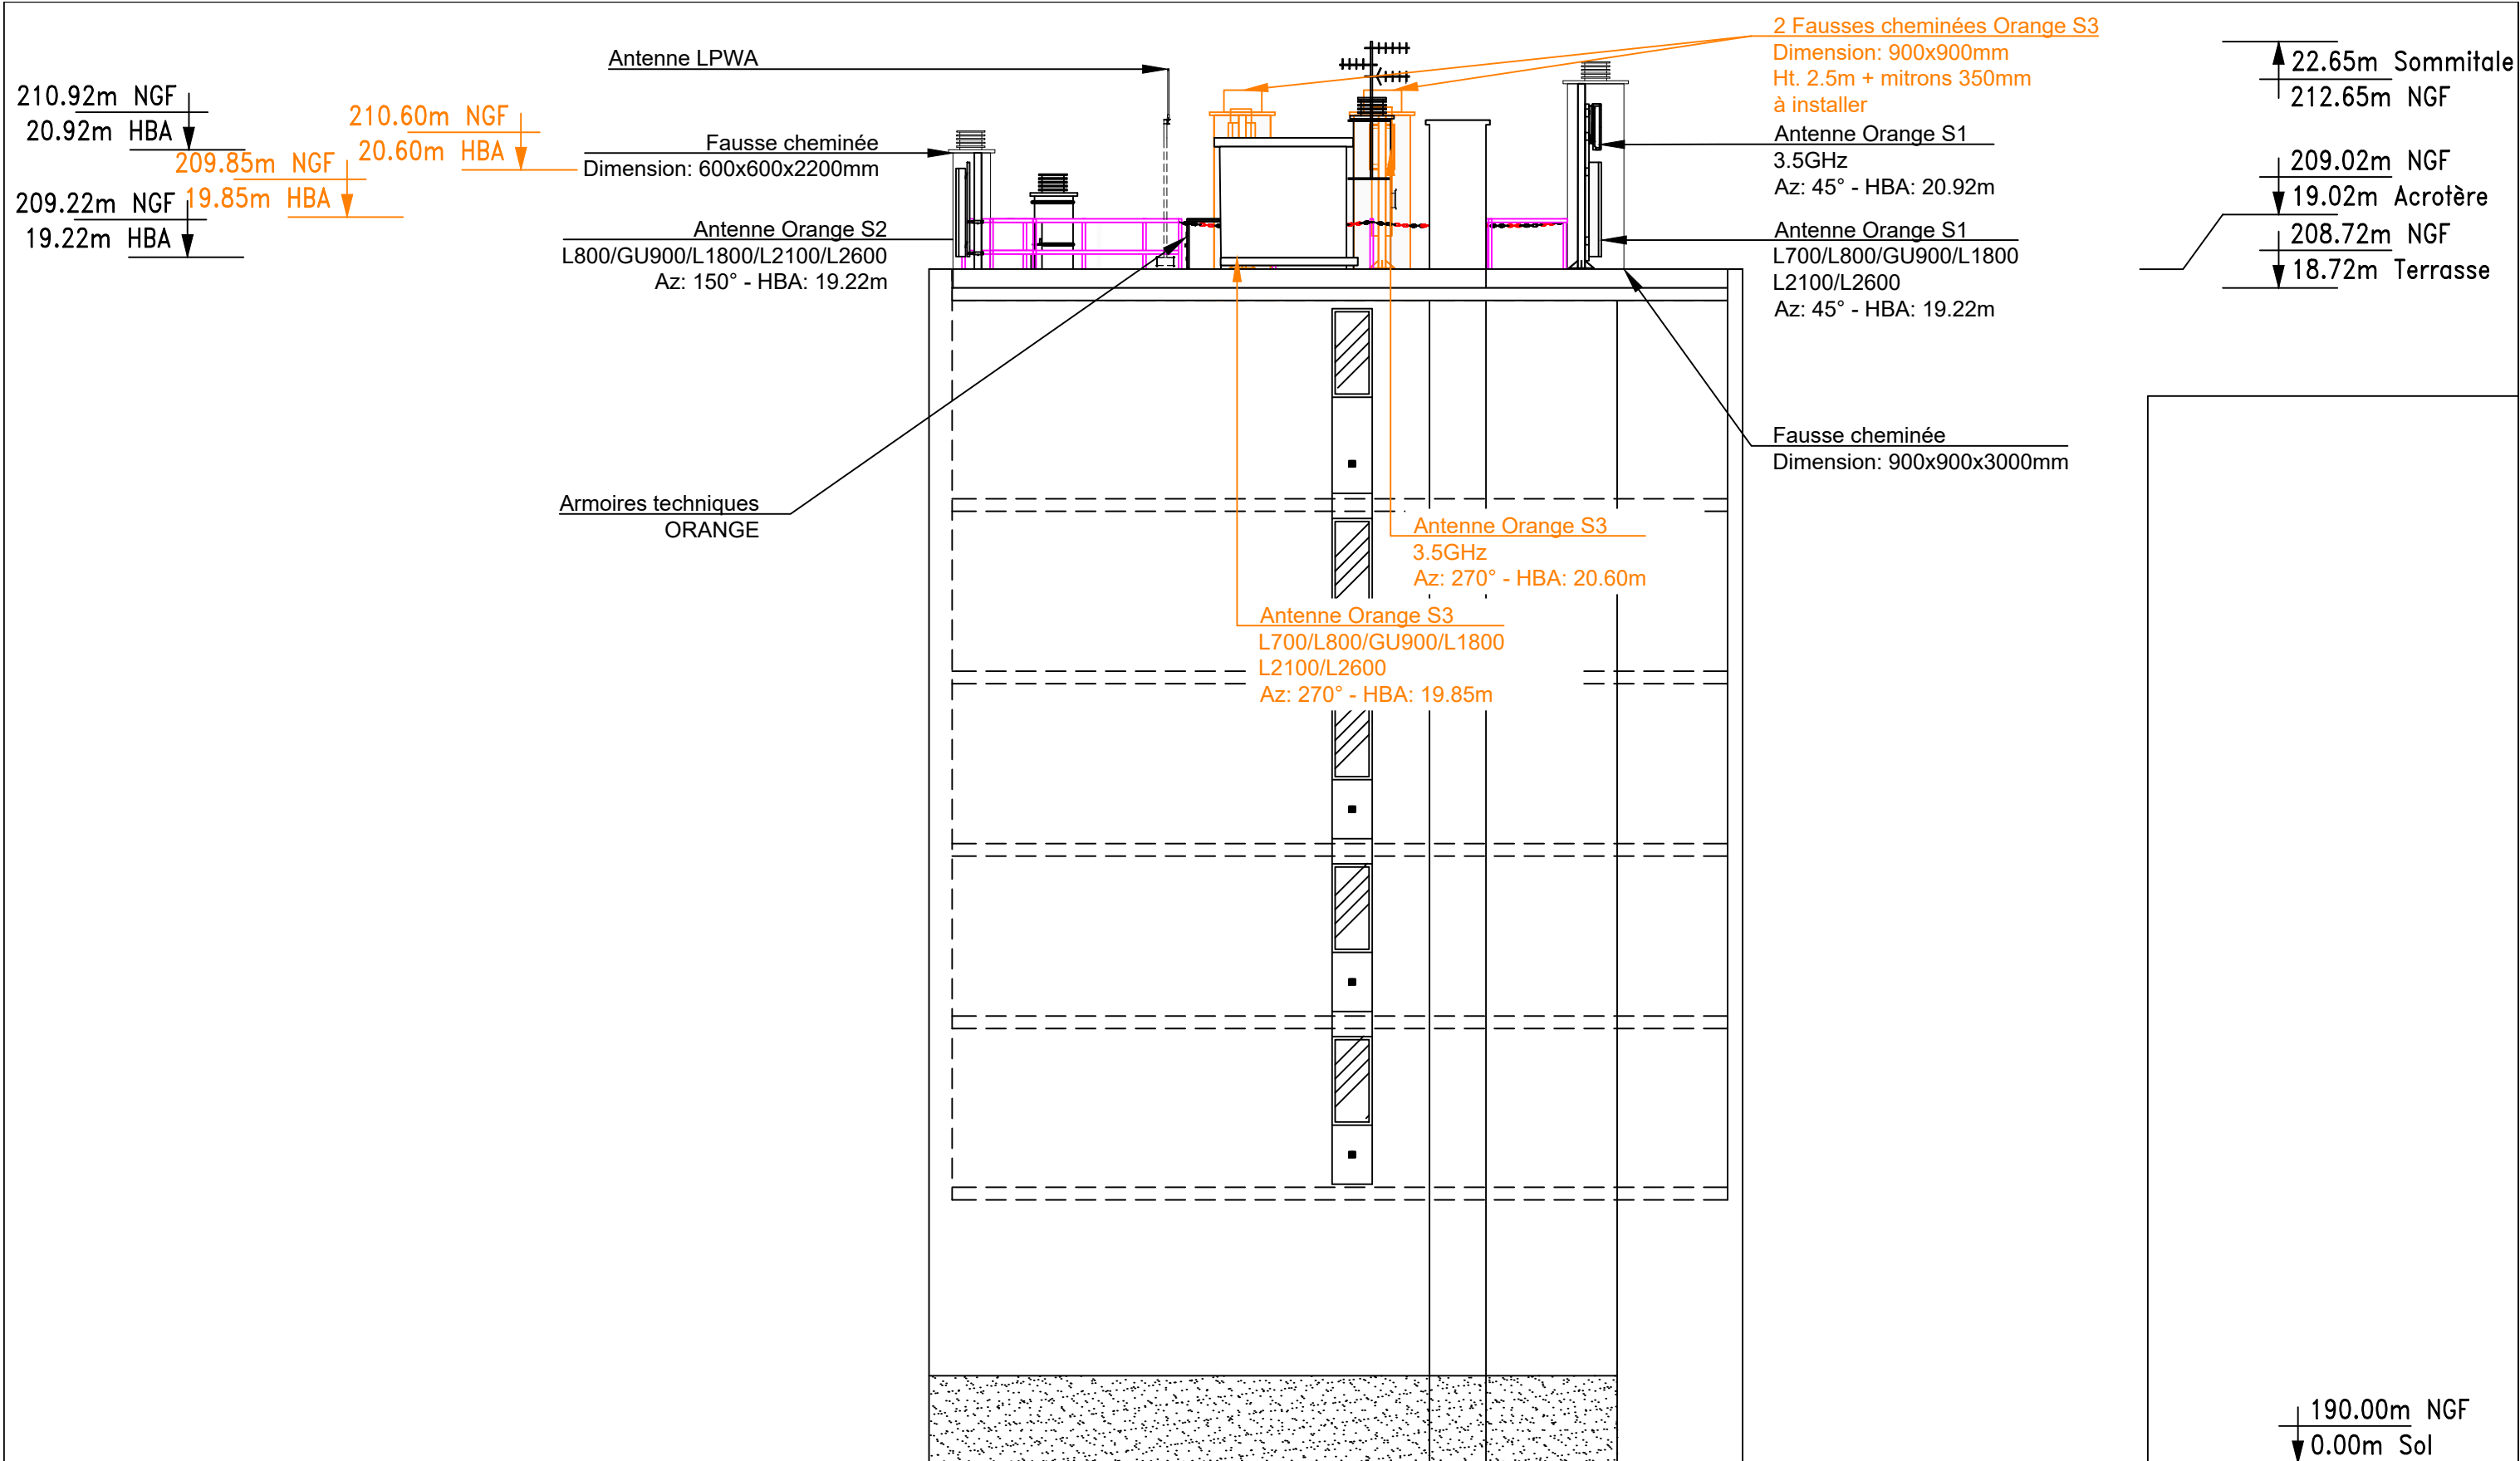 210.92m NGF
20.92m HBA
210.60m NGF
20.60m HBA
209.85m NGF
19.85m HBA
209.22m NGF
19.22m HBA
Antenne LPWA
Fausse cheminée
Dimension: 600x600x2200mm
Antenne Orange S2
L800/GU900/L1800/L2100/L2600
Az: 150° - HBA: 19.22m
Armoires techniques
ORANGE
2 Fausses cheminées Orange S3
Dimension: 900x900mm
Ht. 2.5m + mitrons 350mm
à installer
Antenne Orange S1
3.5GHz
Az: 45° - HBA: 20.92m
Antenne Orange S1
L700/L800/GU900/L1800
L2100/L2600
Az: 45° - HBA: 19.22m
Fausse cheminée
Dimension: 900x900x3000mm
Antenne Orange S3
3.5GHz
Az: 270° - HBA: 20.60m
Antenne Orange S3
L700/L800/GU900/L1800
L2100/L2600
Az: 270° - HBA: 19.85m
22.65m Sommitale
212.65m NGF
209.02m NGF
19.02m Acrotère
208.72m NGF
18.72m Terrasse
190.00m NGF
0.00m Sol